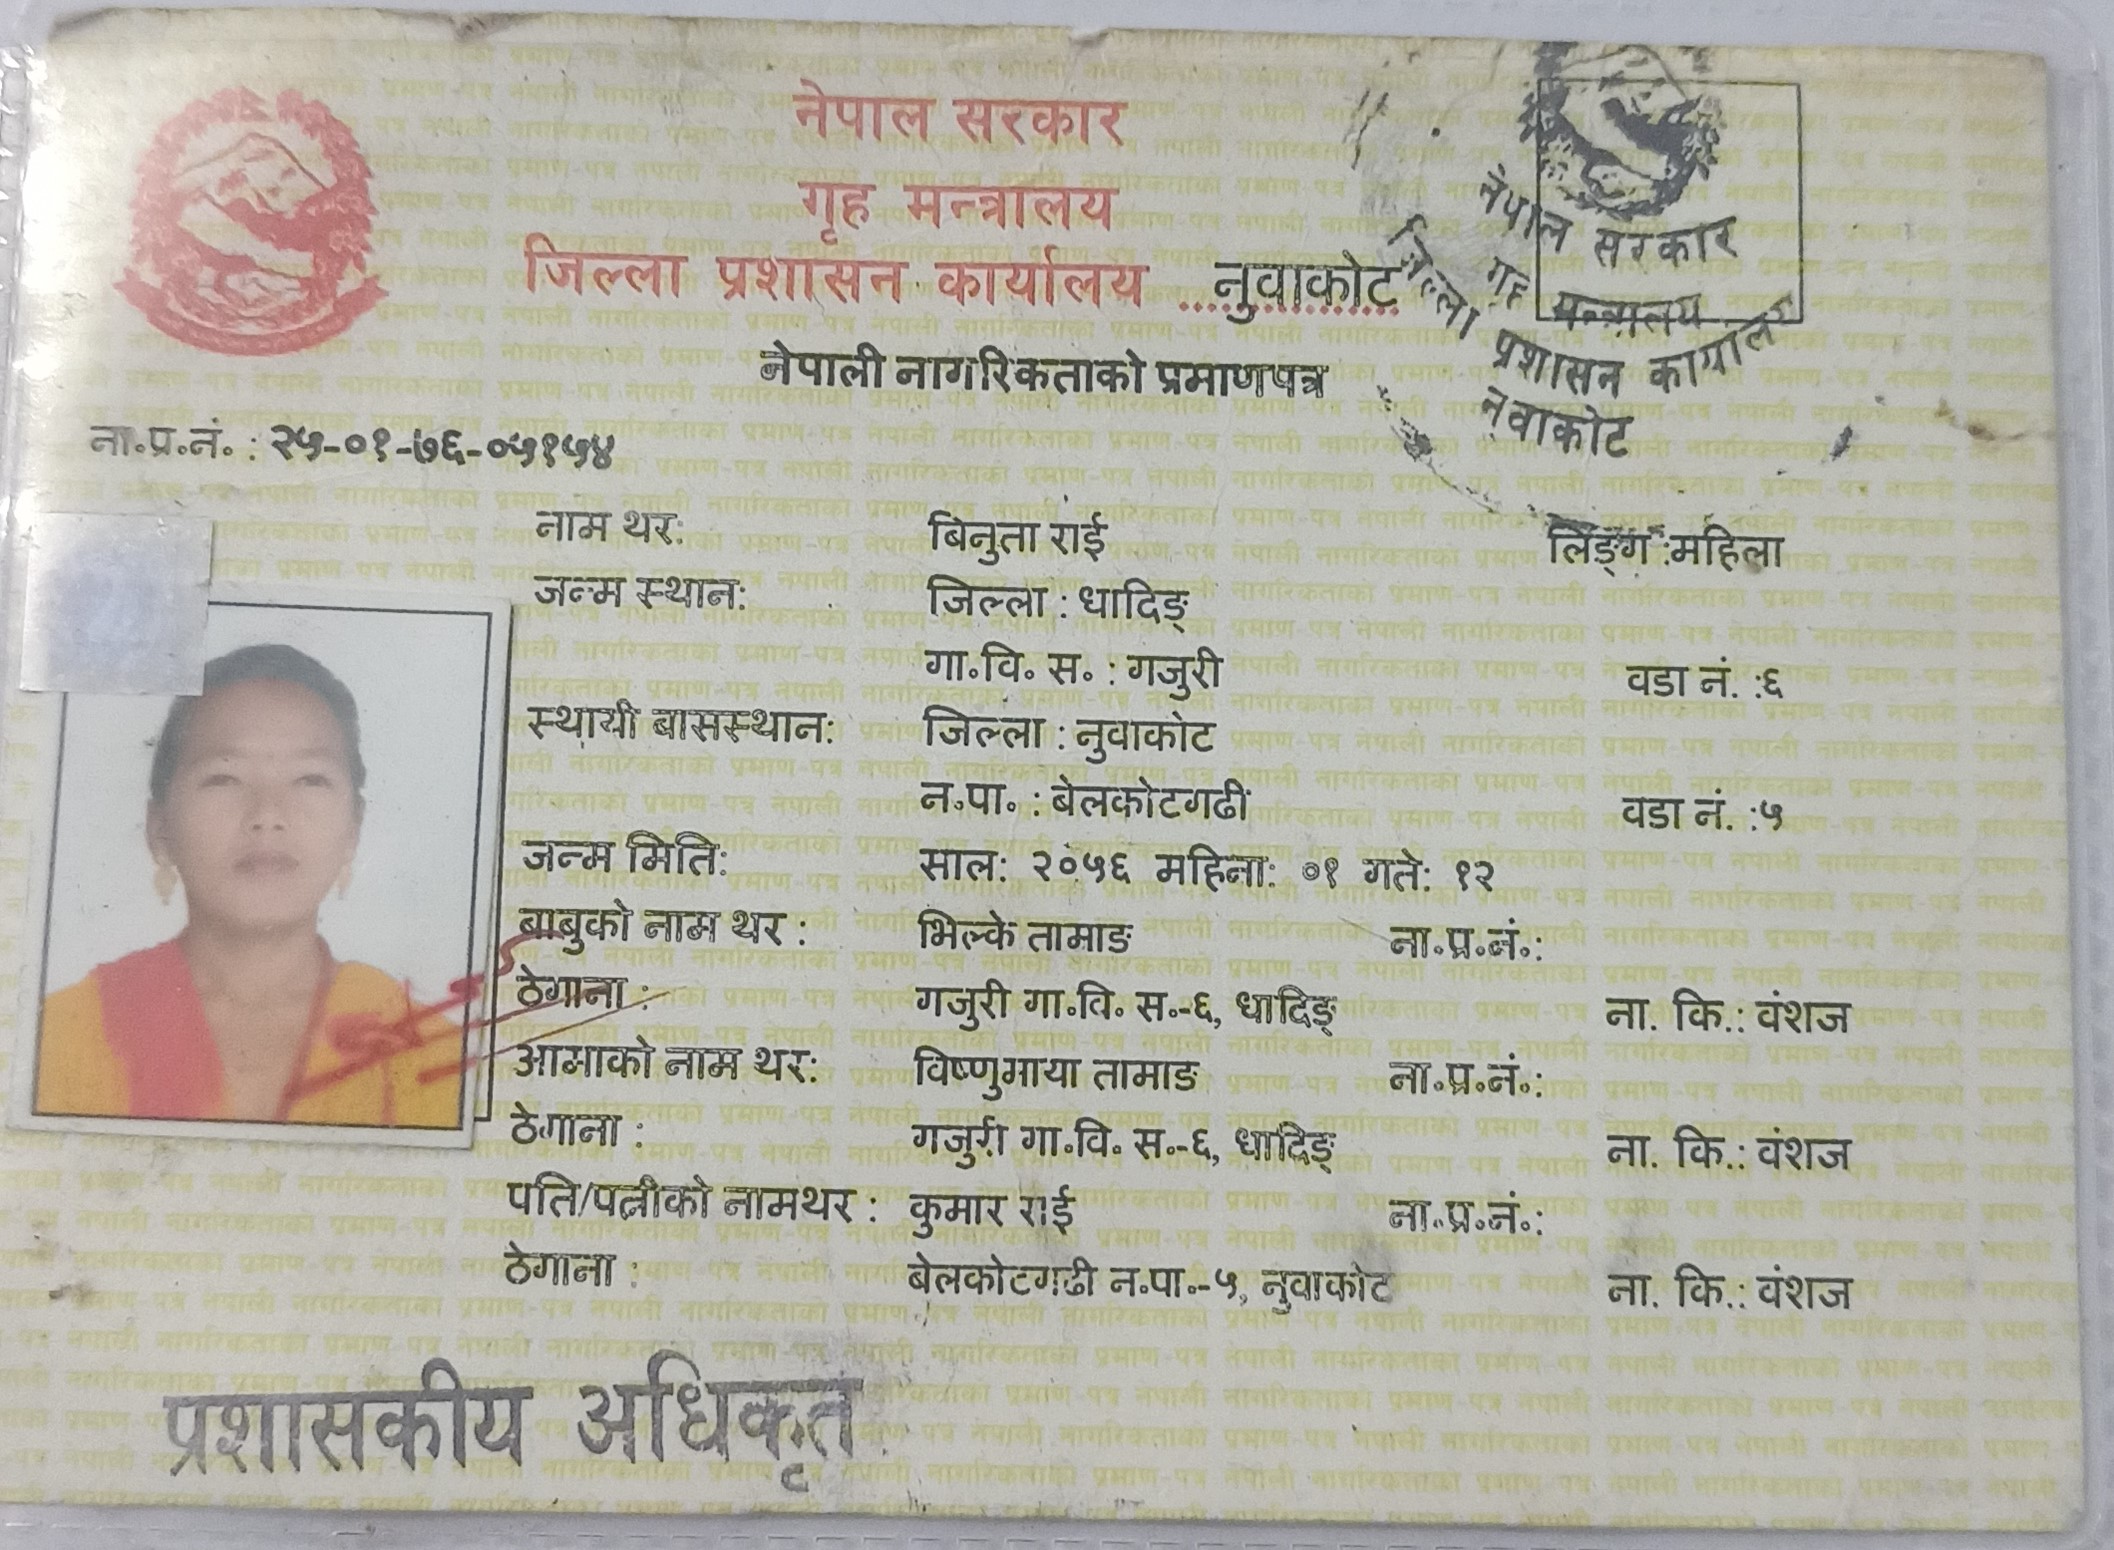 नेपाल सरकार
गृह मन्त्रालय
जिल्ला प्रशासन कार्यालय नुवाकोट
नेपाली नागरिकताको प्रमाणपत्र
नेपाल सरकार
गृह मन्त्रालय
जिल्ला प्रशासन कार्यालय
नुवाकोट
ना॰प्र॰नं॰ : २५-०१-७६-०५१५४
नाम थर: बिनुता राई लिङ्ग :महिला
जन्म स्थान: जिल्ला : धादिङ्
गा॰वि॰ स॰ : गजुरी वडा नं. :६
स्थायी बासस्थान: जिल्ला : नुवाकोट
न॰पा॰ : बेलकोटगढी वडा नं. :५
जन्म मिति: साल: २०५६ महिना: ०१ गते: १२
बाबुको नाम थर : भिल्के तामाङ ना॰प्र॰नं॰:
ठेगाना : गजुरी गा॰वि॰ स॰-६, धादिङ् ना. कि.: वंशज
आमाको नाम थर: विष्णुमाया तामाङ ना॰प्र॰नं॰:
ठेगाना : गजुरी गा॰वि॰ स॰-६, धादिङ् ना. कि.: वंशज
पति/पत्नीको नामथर : कुमार राई ना॰प्र॰नं॰:
ठेगाना : बेलकोटगढी न॰पा॰-५, नुवाकोट ना. कि.: वंशज
प्रशासकीय अधिकृत